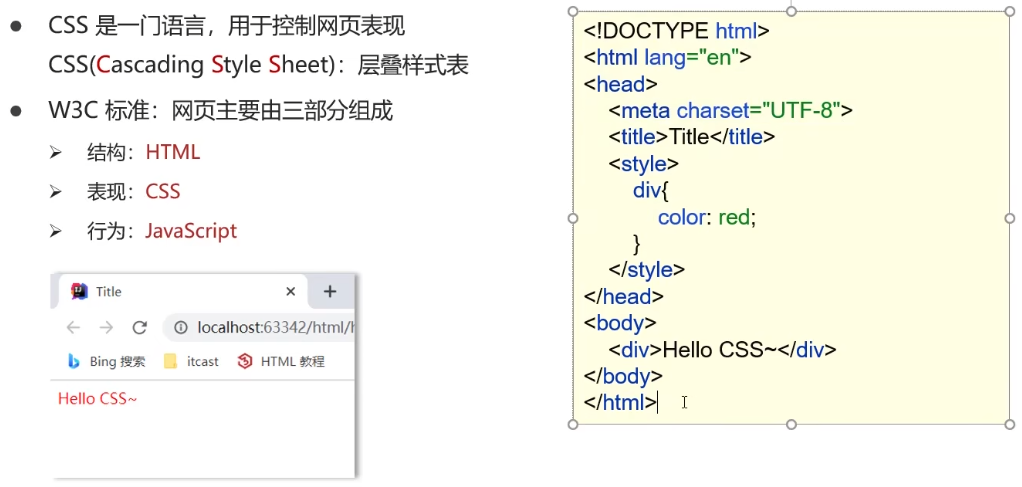 CSS 是一门语言，用于控制网页表现
CSS(Cascading Style Sheet)：层叠样式表
W3C 标准：网页主要由三部分组成
结构：HTML
表现：CSS
行为：JavaScript
Title
localhost:63342/html/h
Bing 搜索 itcast HTML 教程
Hello CSS~
<!DOCTYPE html>
<html lang="en">
<head>
<meta charset="UTF-8">
<title>Title</title>
<style>
div{
color: red;
}
</style>
</head>
<body>
<div>Hello CSS~</div>
</body>
</html>